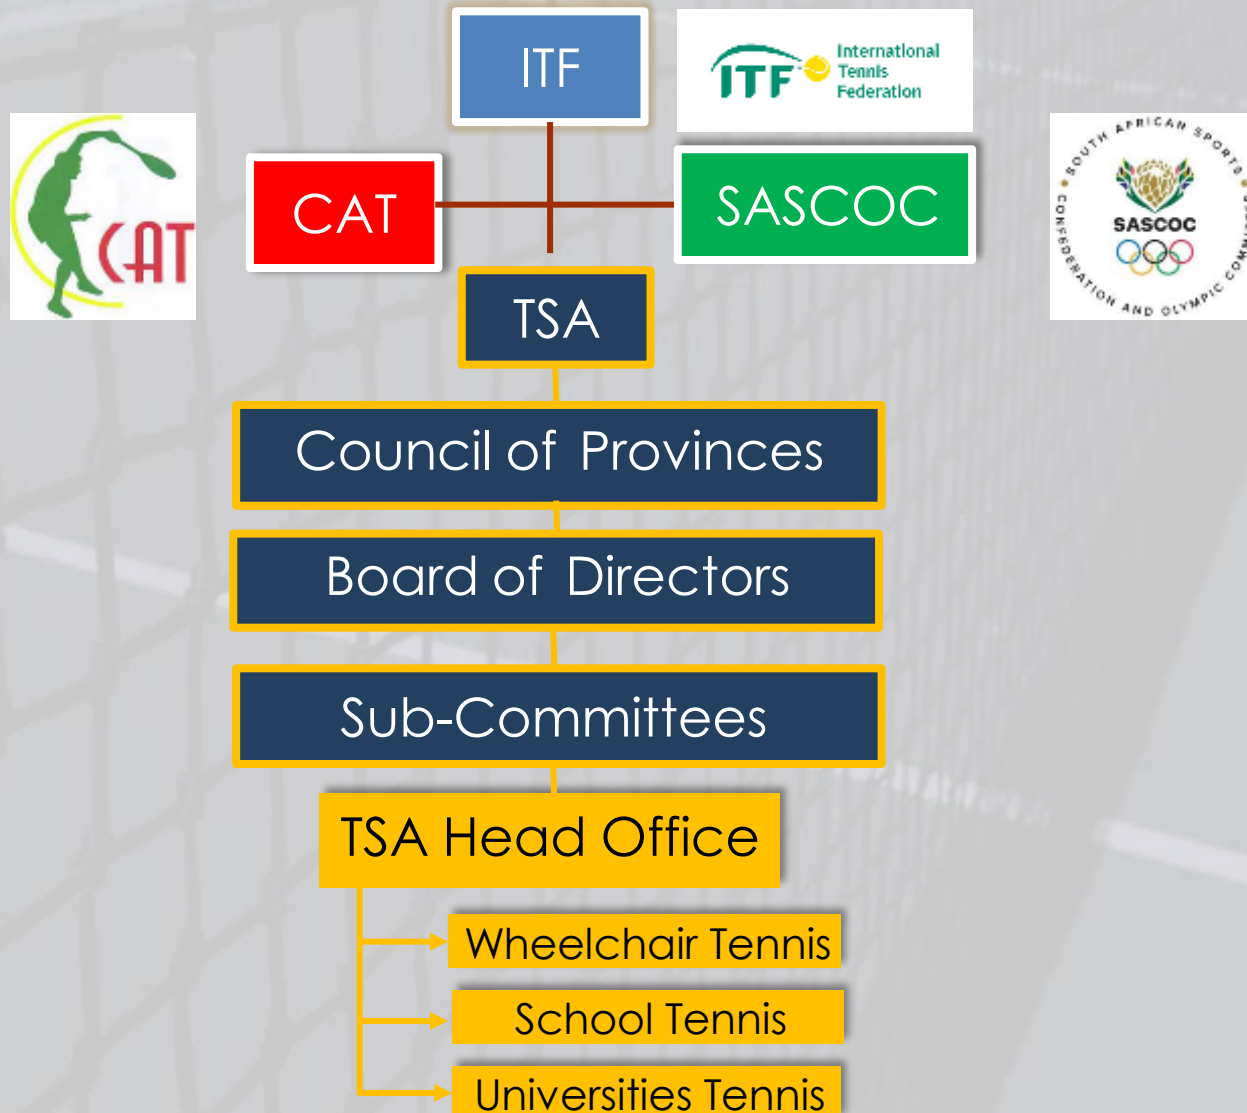 ITF
ITF
International
Tennis
Federation
CAT
CAT
SASCOC
SOUTH AFRICAN SPORTS
SASCOC
CONFEDERATION AND OLYMPIC
TSA
Council of Provinces
Board of Directors
Sub-Committees
TSA Head Office
Wheelchair Tennis
School Tennis
Universities Tennis